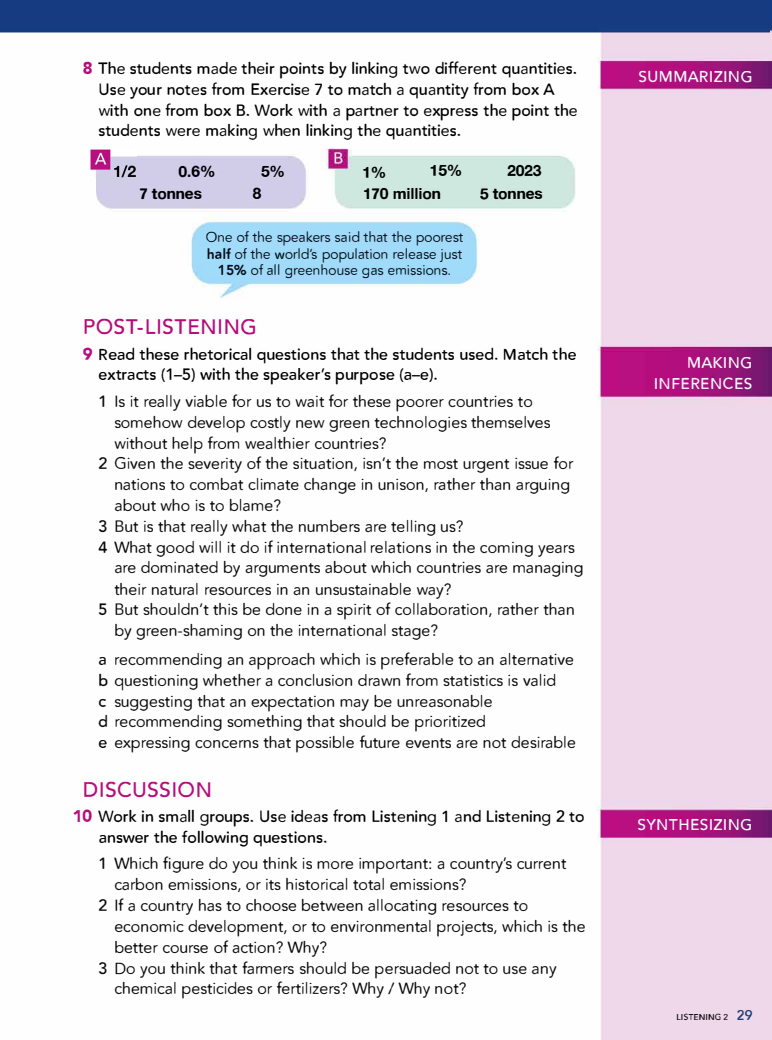 8 The students made their points by linking two different quantities.
Use your notes from Exercise 7 to match a quantity from box A
with one from box B. Work with a partner to express the point the
students were making when linking the quantities.
SUMMARIZING
A
1/2 0.6% 5%
7 tonnes 8
B
1% 15% 2023
170 million 5 tonnes
One of the speakers said that the poorest
half of the world's population release just
15% of all greenhouse gas emissions.
POST-LISTENING
9 Read these rhetorical questions that the students used. Match the
extracts (1–5) with the speaker's purpose (a–e).
MAKING
INFERENCES
1 Is it really viable for us to wait for these poorer countries to
somehow develop costly new green technologies themselves
without help from wealthier countries?
2 Given the severity of the situation, isn't the most urgent issue for
nations to combat climate change in unison, rather than arguing
about who is to blame?
3 But is that really what the numbers are telling us?
4 What good will it do if international relations in the coming years
are dominated by arguments about which countries are managing
their natural resources in an unsustainable way?
5 But shouldn't this be done in a spirit of collaboration, rather than
by green-shaming on the international stage?
a recommending an approach which is preferable to an alternative
b questioning whether a conclusion drawn from statistics is valid
c suggesting that an expectation may be unreasonable
d recommending something that should be prioritized
e expressing concerns that possible future events are not desirable
DISCUSSION
10 Work in small groups. Use ideas from Listening 1 and Listening 2 to
answer the following questions.
SYNTHESIZING
1 Which figure do you think is more important: a country's current
carbon emissions, or its historical total emissions?
2 If a country has to choose between allocating resources to
economic development, or to environmental projects, which is the
better course of action? Why?
3 Do you think that farmers should be persuaded not to use any
chemical pesticides or fertilizers? Why / Why not?
LISTENING 2 29